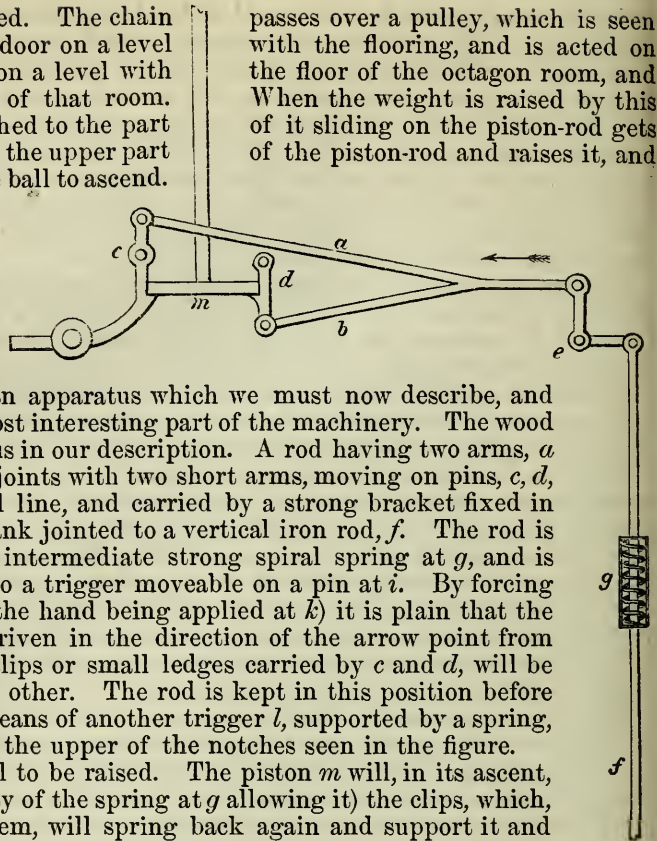 ed. The chain
door on a level
on a level with
of that room.
hed to the part
the upper part
ball to ascend.
passes over a pulley, which is seen
with the flooring, and is acted on
the floor of the octagon room, and
When the weight is raised by this
of it sliding on the piston-rod gets
of the piston-rod and raises it, and
a
c
d
m
b
e
n apparatus which we must now describe, and
ost interesting part of the machinery. The wood
us in our description. A rod having two arms, a
joints with two short arms, moving on pins, c, d,
l line, and carried by a strong bracket fixed in
ank jointed to a vertical iron rod, f. The rod is
intermediate strong spiral spring at g, and is
o a trigger moveable on a pin at i. By forcing
the hand being applied at k) it is plain that the
riven in the direction of the arrow point from
clips or small ledges carried by c and d, will be
other. The rod is kept in this position before
eans of another trigger l, supported by a spring,
the upper of the notches seen in the figure.
l to be raised. The piston m will, in its ascent,
y of the spring at g allowing it) the clips, which,
em, will spring back again and support it and
g
f